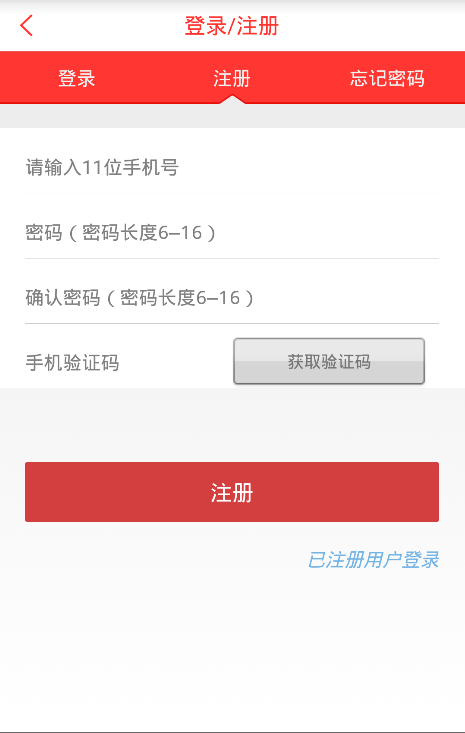 登录/注册
登录 注册 忘记密码
请输入11位手机号
密码（密码长度6–16）
确认密码（密码长度6–16）
手机验证码 获取验证码
注册
已注册用户登录